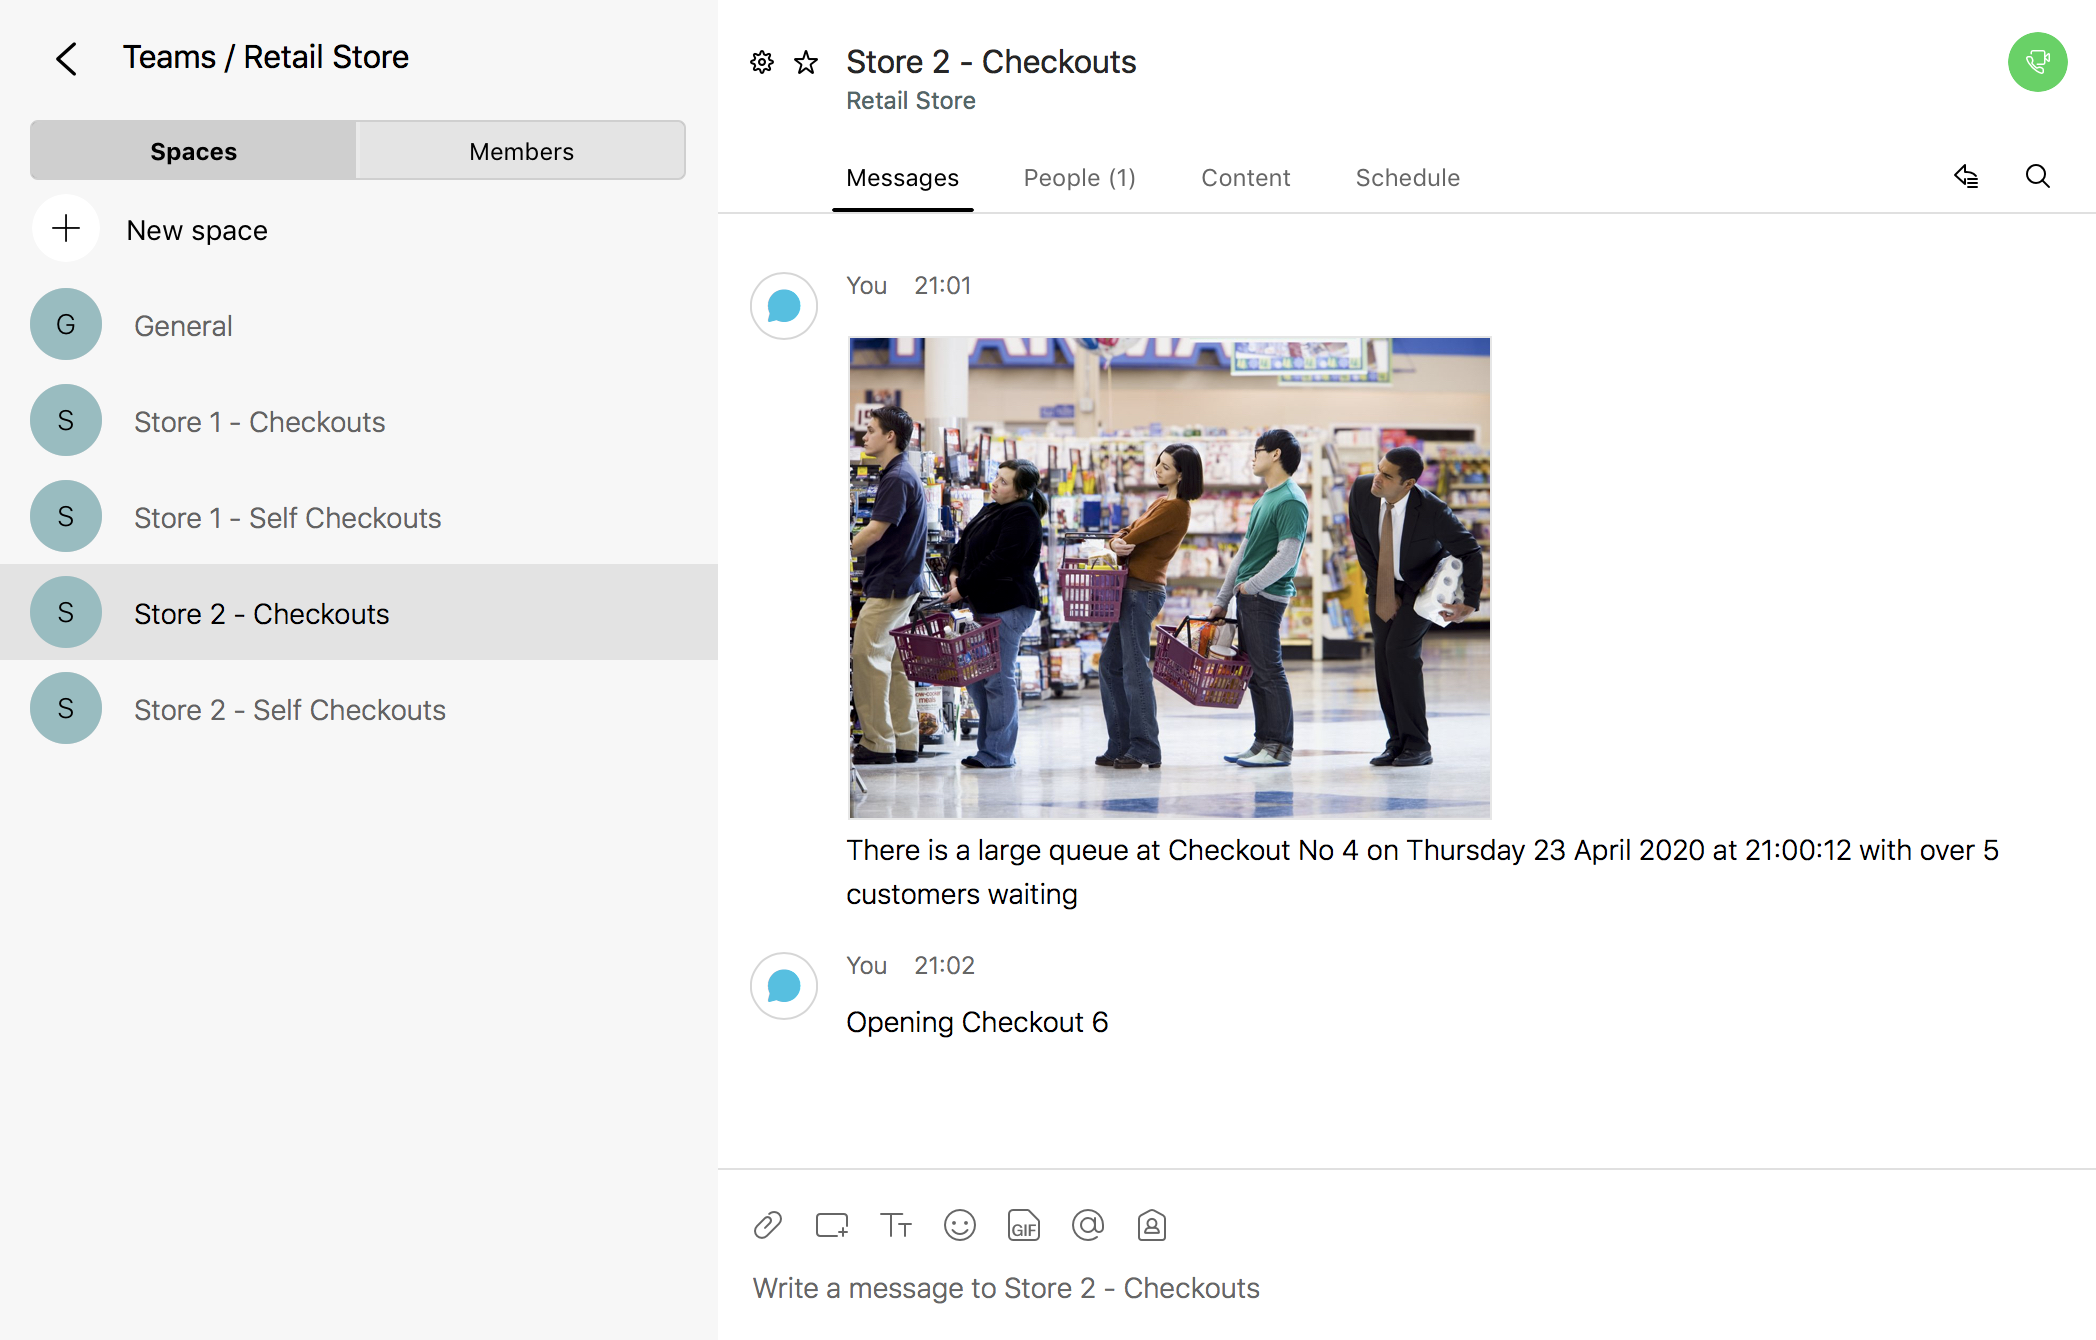 Teams / Retail Store
Spaces
Members
New space
G
General
S
Store 1 - Checkouts
S
Store 1 - Self Checkouts
S
Store 2 - Checkouts
S
Store 2 - Self Checkouts
Store 2 - Checkouts
Retail Store
Messages
People (1)
Content
Schedule
You 21:01
There is a large queue at Checkout No 4 on Thursday 23 April 2020 at 21:00:12 with over 5
customers waiting
You 21:02
Opening Checkout 6
GIF
Write a message to Store 2 - Checkouts